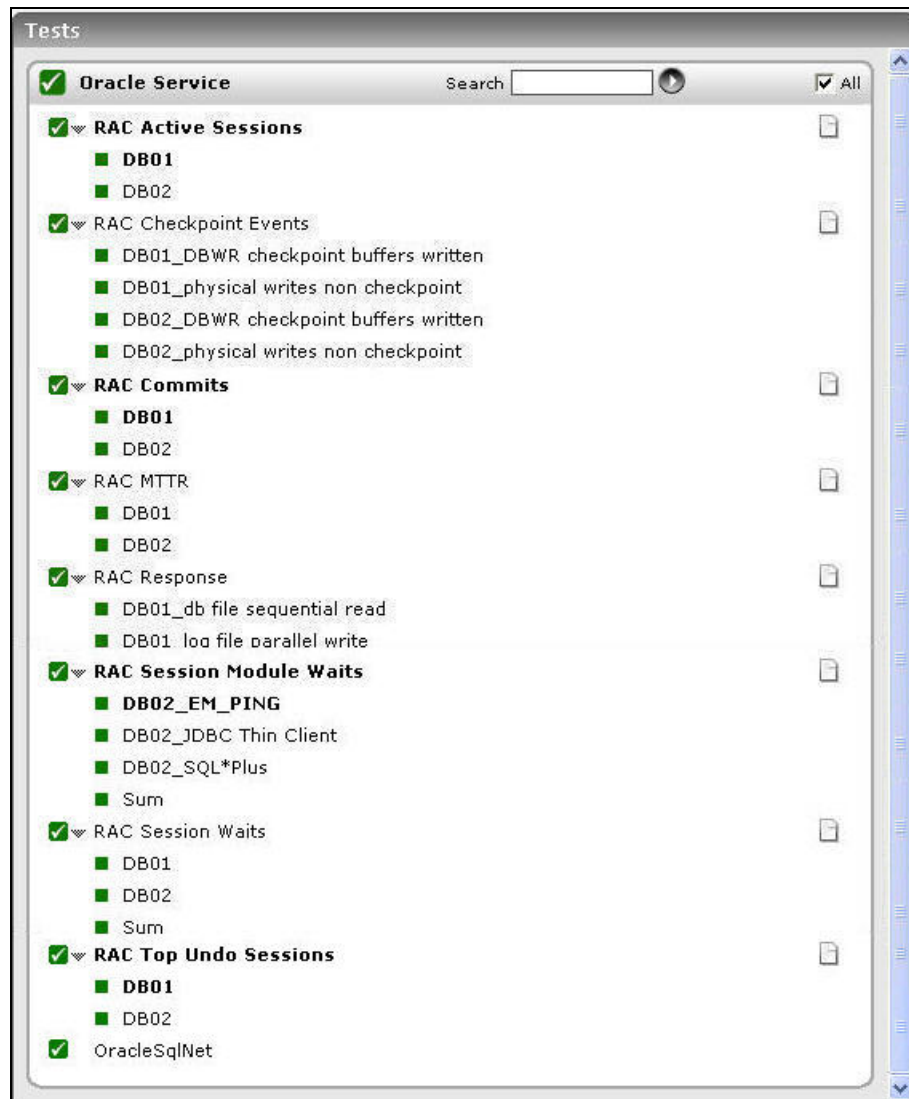 Tests
Oracle Service Search All
RAC Active Sessions
DB01
DB02
RAC Checkpoint Events
DB01_DBWR checkpoint buffers written
DB01_physical writes non checkpoint
DB02_DBWR checkpoint buffers written
DB02_physical writes non checkpoint
RAC Commits
DB01
DB02
RAC MTTR
DB01
DB02
RAC Response
DB01_db file sequential read
DB01_log file parallel write
RAC Session Module Waits
DB02_EM_PING
DB02_JDBC Thin Client
DB02_SQL*Plus
Sum
RAC Session Waits
DB01
DB02
Sum
RAC Top Undo Sessions
DB01
DB02
OracleSqlNet